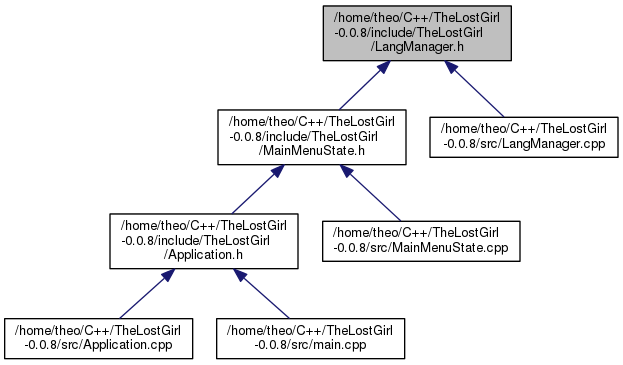 /home/theo/C++/TheLostGirl
-0.0.8/include/TheLostGirl
/LangManager.h
/home/theo/C++/TheLostGirl
-0.0.8/include/TheLostGirl
/MainMenuState.h
/home/theo/C++/TheLostGirl
-0.0.8/src/LangManager.cpp
/home/theo/C++/TheLostGirl
-0.0.8/include/TheLostGirl
/Application.h
/home/theo/C++/TheLostGirl
-0.0.8/src/MainMenuState.cpp
/home/theo/C++/TheLostGirl
-0.0.8/src/Application.cpp
/home/theo/C++/TheLostGirl
-0.0.8/src/main.cpp